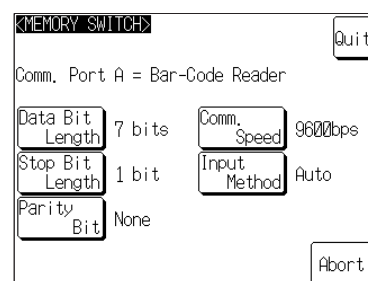 <MEMORY SWITCH>
Quit
Comm. Port A = Bar-Code Reader
Data Bit Length 7 bits
Comm. Speed 9600bps
Stop Bit Length 1 bit
Input Method Auto
Parity Bit None
Abort